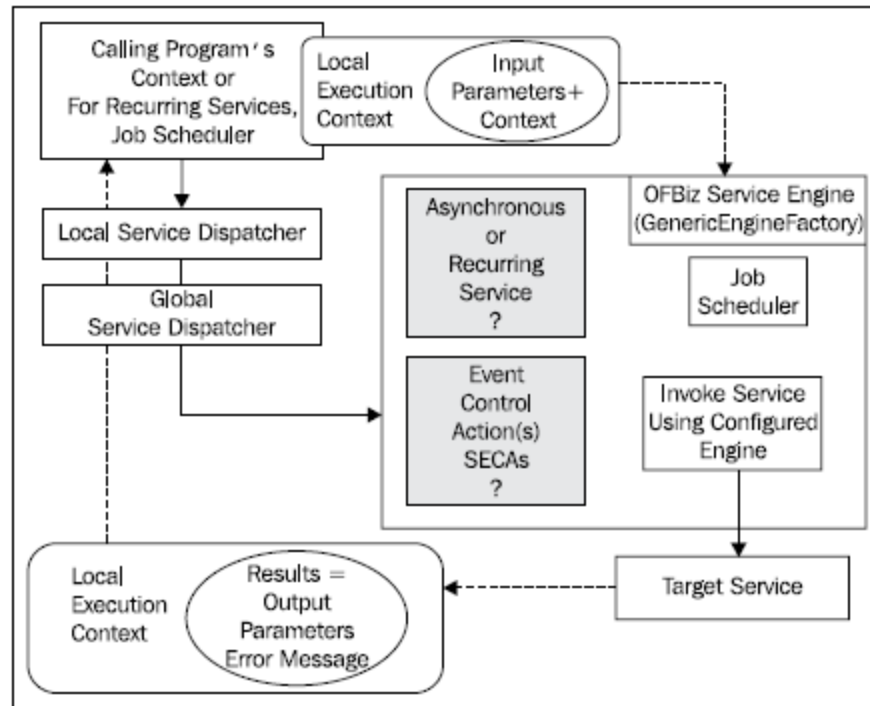 Calling Program's
Context or
For Recurring Services,
Job Scheduler
Local
Execution
Context
Input
Parameters+
Context
OFBiz Service Engine
(GenericEngineFactory)
Asynchronous
or
Recurring
Service
?
Job
Scheduler
Local Service Dispatcher
Global
Service Dispatcher
Event
Control
Action(s)
SECAs
?
Invoke Service
Using Configured
Engine
Target Service
Local
Execution
Context
Results =
Output
Parameters
Error Message